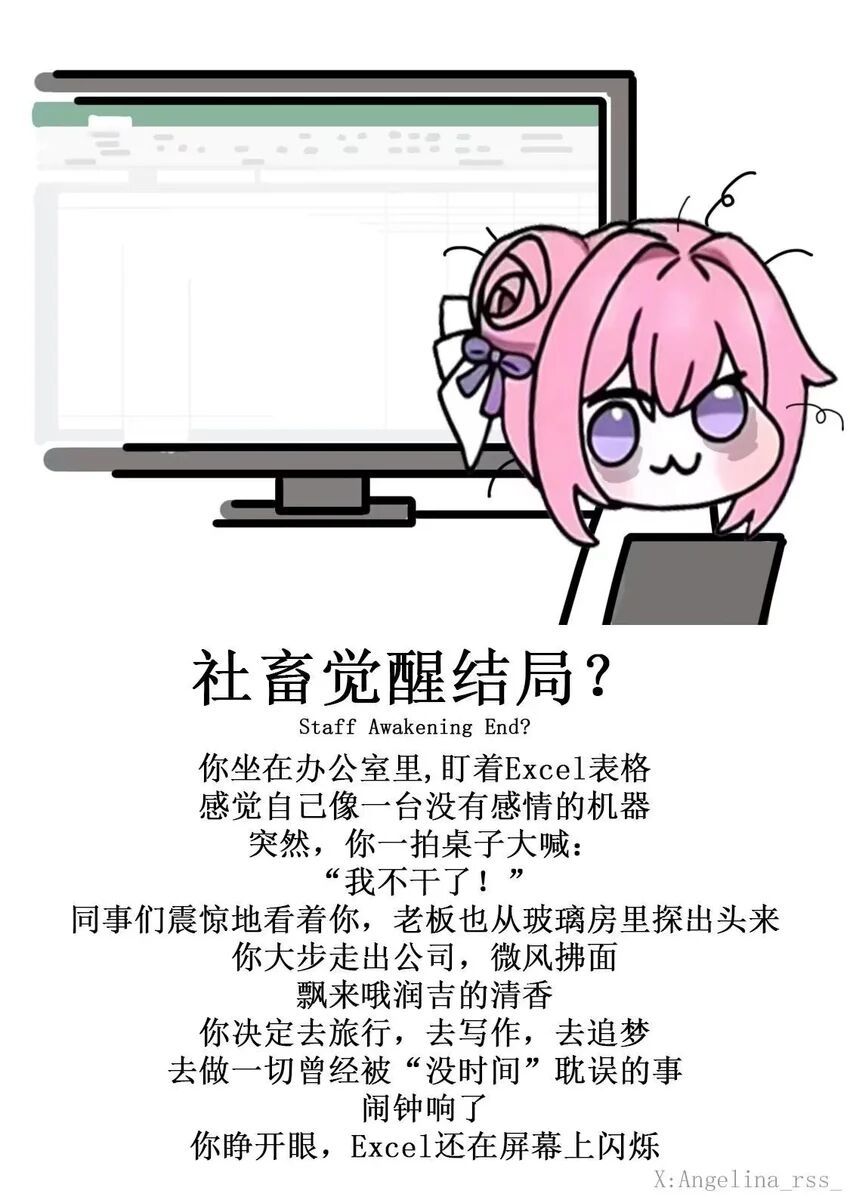 社畜觉醒结局？
Staff Awakening End?
你坐在办公室里,盯着Excel表格
感觉自己像一台没有感情的机器
突然，你一拍桌子大喊：
“我不干了！”
同事们震惊地看着你，老板也从玻璃房里探出头来
你大步走出公司，微风拂面
飘来哦润吉的清香
你决定去旅行，去写作，去追梦
去做一切曾经被“没时间”耽误的事
闹钟响了
你睁开眼，Excel还在屏幕上闪烁
X:Angelina_rss_